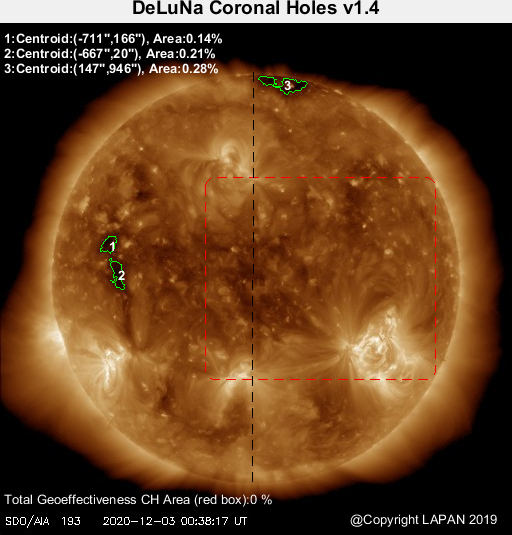 DeLuNa Coronal Holes v1.4
1:Centroid:(-711",166"), Area:0.14%
2:Centroid:(-667",20"), Area:0.21%
3:Centroid:(147",946"), Area:0.28%
3
1
2
Total Geoeffectiveness CH Area (red box):0 %
SDO/AIA 193 2020-12-03 00:38:17 UT
@Copyright LAPAN 2019